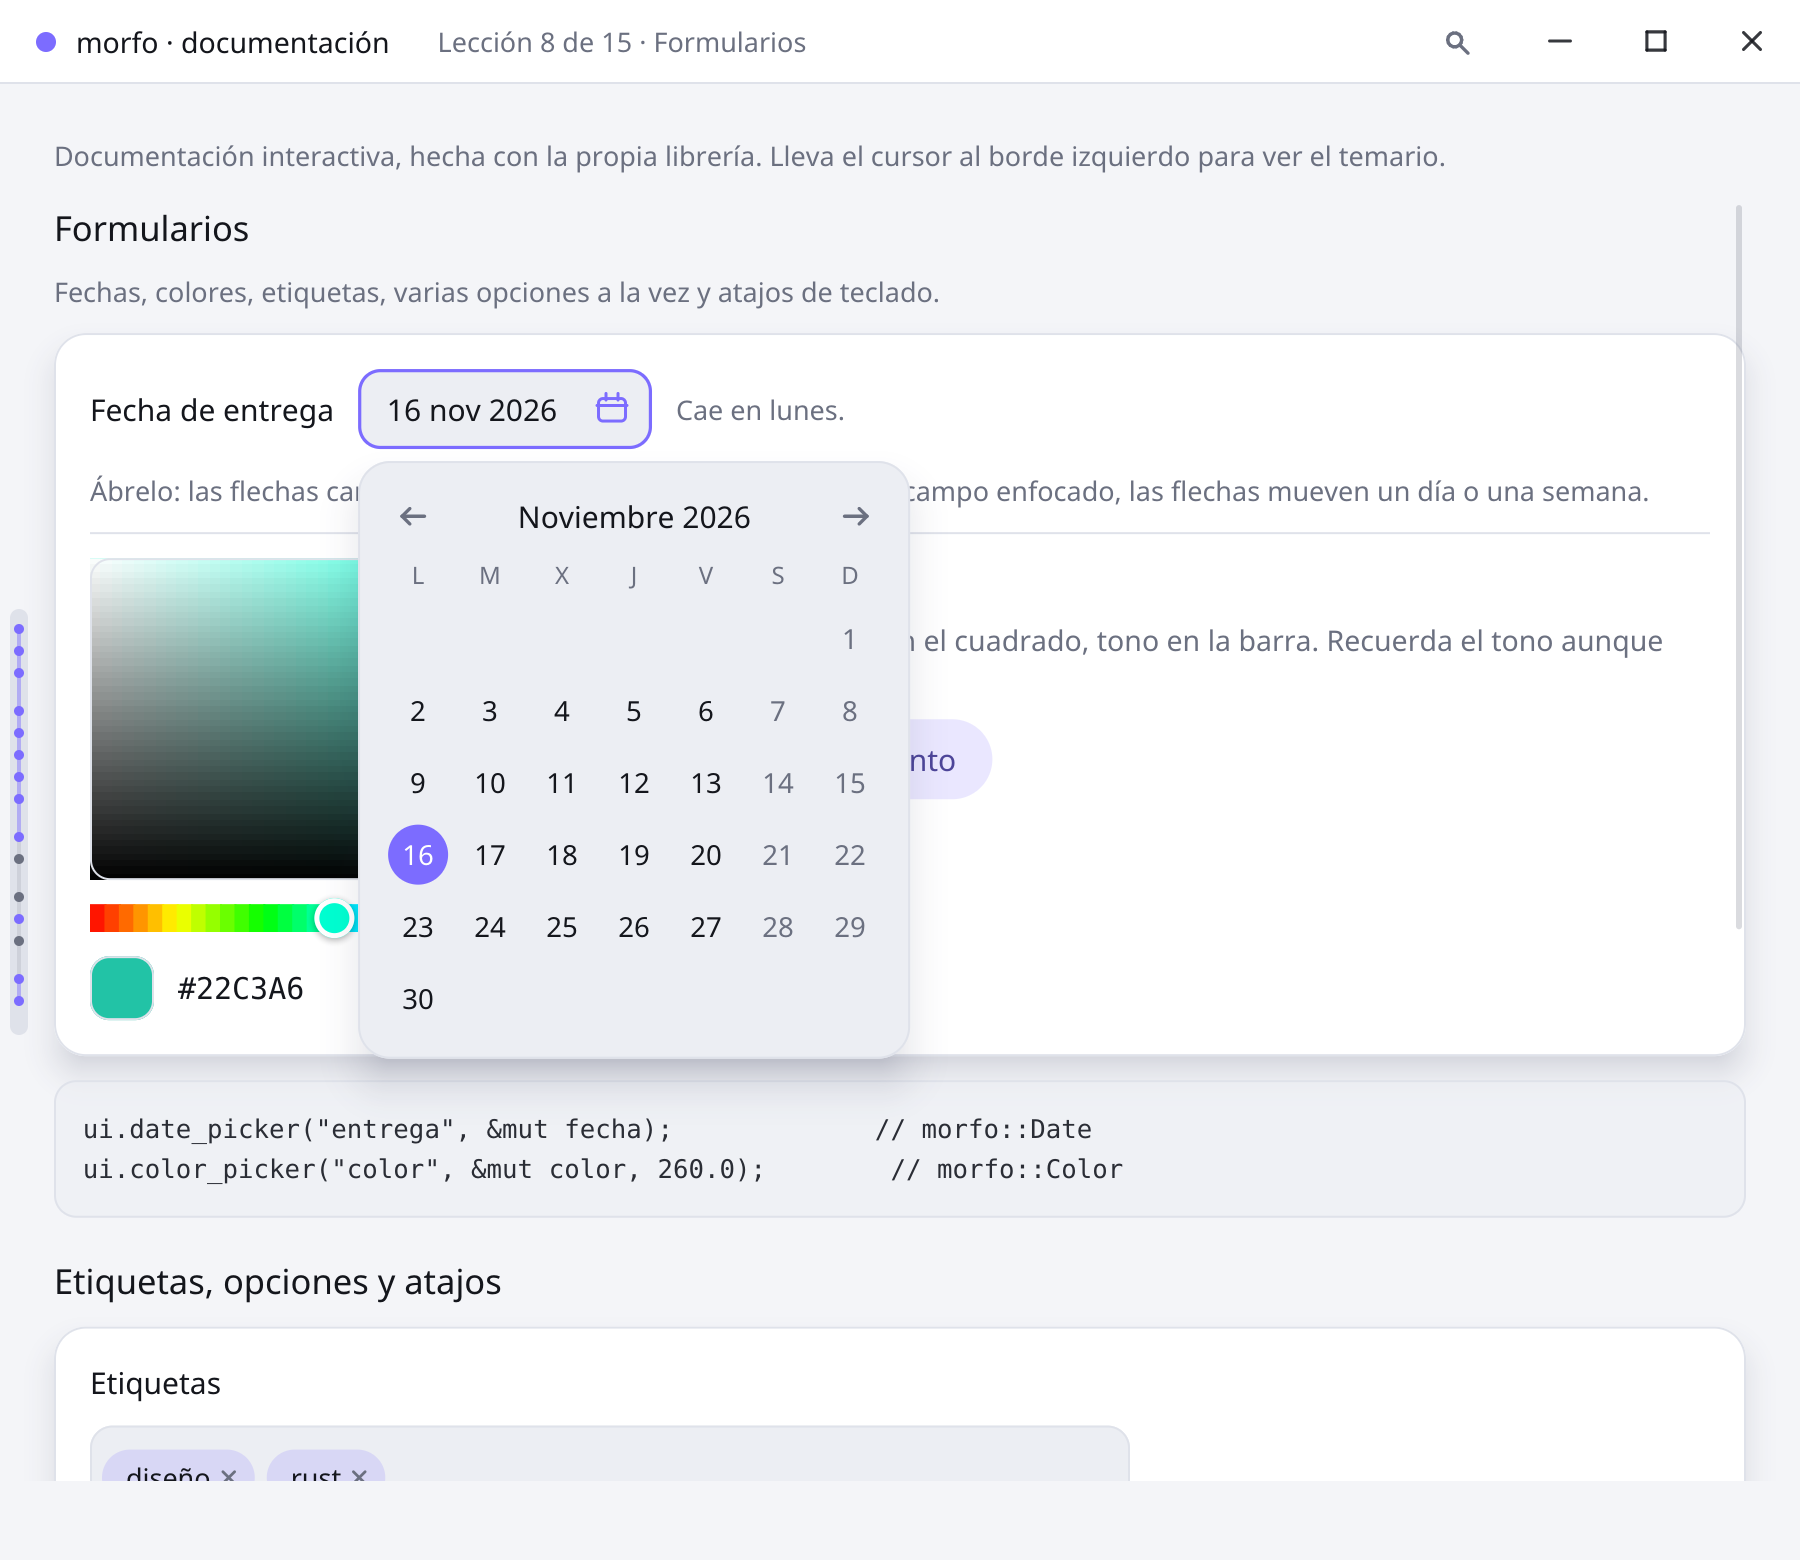 morfo · documentación
Lección 8 de 15 · Formularios
Documentación interactiva, hecha con la propia librería. Lleva el cursor al borde izquierdo para ver el temario.
Formularios
Fechas, colores, etiquetas, varias opciones a la vez y atajos de teclado.
Fecha de entrega
16 nov 2026
Cae en lunes.
Ábrelo: las flechas
campo enfocado, las flechas mueven un día o una semana.
Noviembre 2026
L M X J V S D
1
2 3 4 5 6 7 8
9 10 11 12 13 14 15
16 17 18 19 20 21 22
23 24 25 26 27 28 29
30
el cuadrado, tono en la barra. Recuerda el tono aunque
nto
#22C3A6
ui.date_picker("entrega", &mut fecha); // morfo::Date
ui.color_picker("color", &mut color, 260.0); // morfo::Color
Etiquetas, opciones y atajos
Etiquetas
diseño ×
rust ×